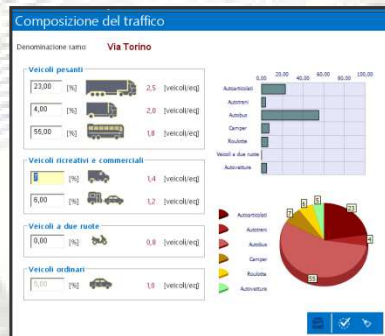 Composizione del traffico
Denominazione ramo Via Torino
Veicoli pesanti
23,00 [%] 2,5 [veicoli/eq]
4,00 [%] 2,0 [veicoli/eq]
56,00 [%] 1,8 [veicoli/eq]
Veicoli ricreativi e commerciali
7 [%] 1,4 [veicoli/eq]
6,00 [%] 1,2 [veicoli/eq]
Veicoli a due ruote
0,00 [%] 0,8 [veicoli/eq]
Veicoli ordinari
5,00 [%] 1,0 [veicoli/eq]
0,00 20,00 40,00 60,00 80,00 100,00
Autoarticolati
Autotreni
Autobus
Camper
Roulotte
Veicoli a due ruote
Autovetture
Autoarticolati
Autotreni
Autobus
Camper
Roulotte
Autovetture
7 6 5 23 4 55